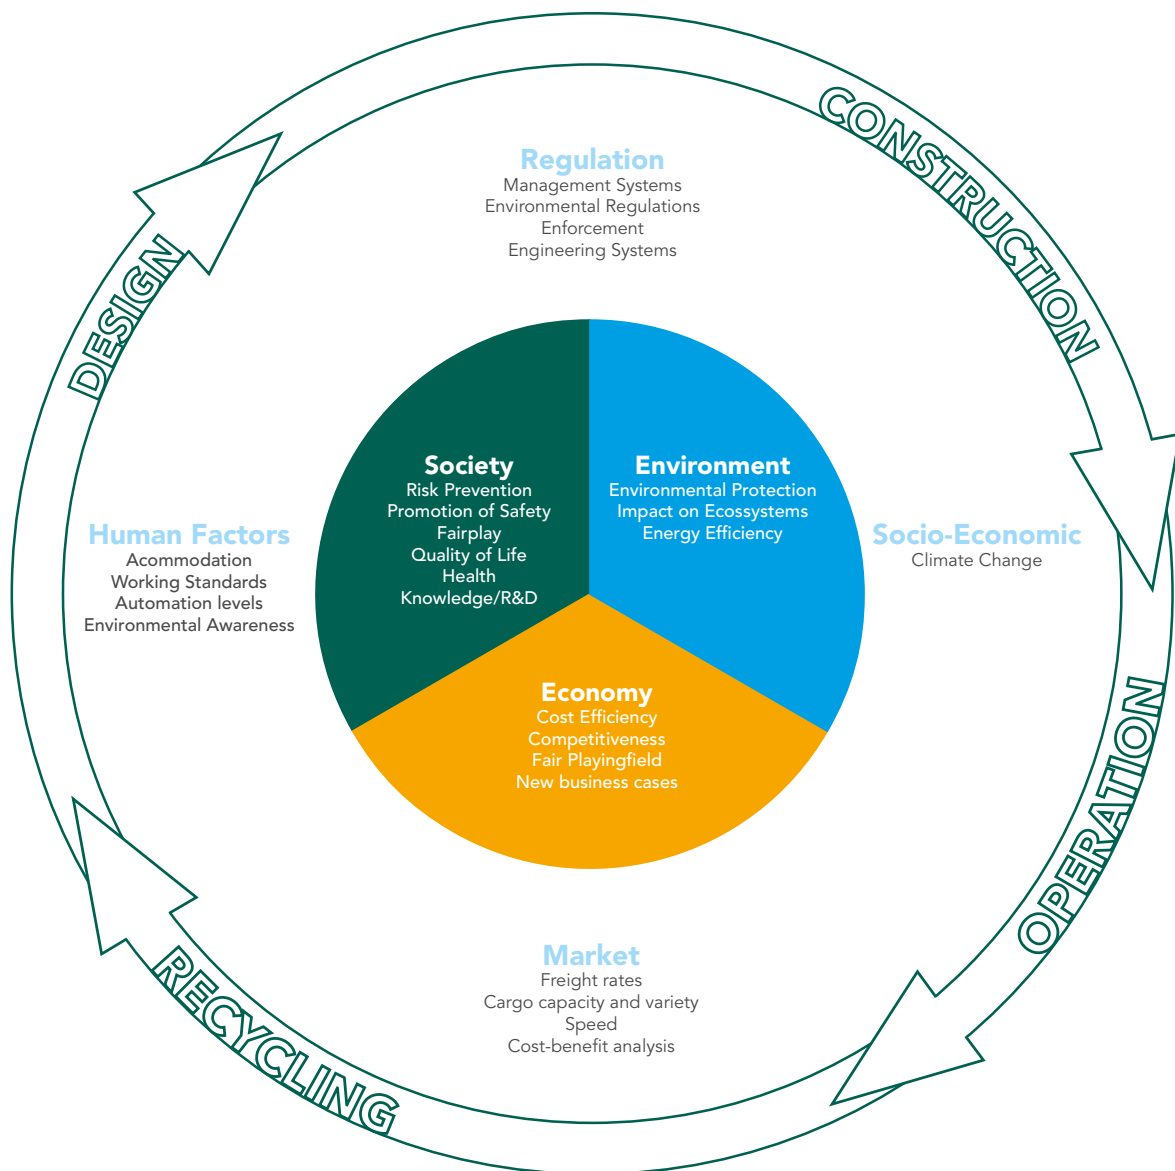 CONSTRUCTION
Regulation
Management Systems
Environmental Regulations
Enforcement
Engineering Systems
DESIGN
Society
Risk Prevention
Promotion of Safety
Fairplay
Quality of Life
Health
Knowledge/R&D
Environment
Environmental Protection
Impact on Ecosystems
Energy Efficiency
Human Factors
Acommodation
Working Standards
Automation levels
Environmental Awareness
Socio-Economic
Climate Change
Economy
Cost Efficiency
Competitiveness
Fair Playingfield
New business cases
OPERATION
Market
Freight rates
Cargo capacity and variety
Speed
Cost-benefit analysis
RECYCLING